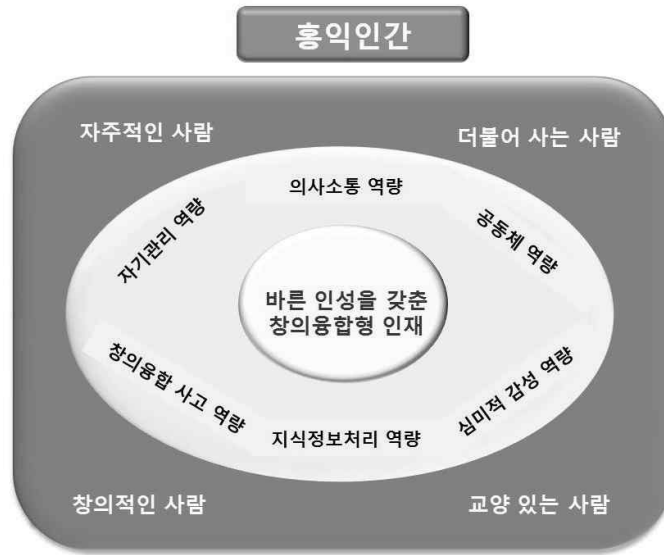 홍익인간
자주적인 사람
더불어 사는 사람
의사소통 역량
자기관리 역량
공동체 역량
바른 인성을 갖춘
창의융합형 인재
창의융합 사고 역량
심미적 감성 역량
지식정보처리 역량
창의적인 사람
교양 있는 사람